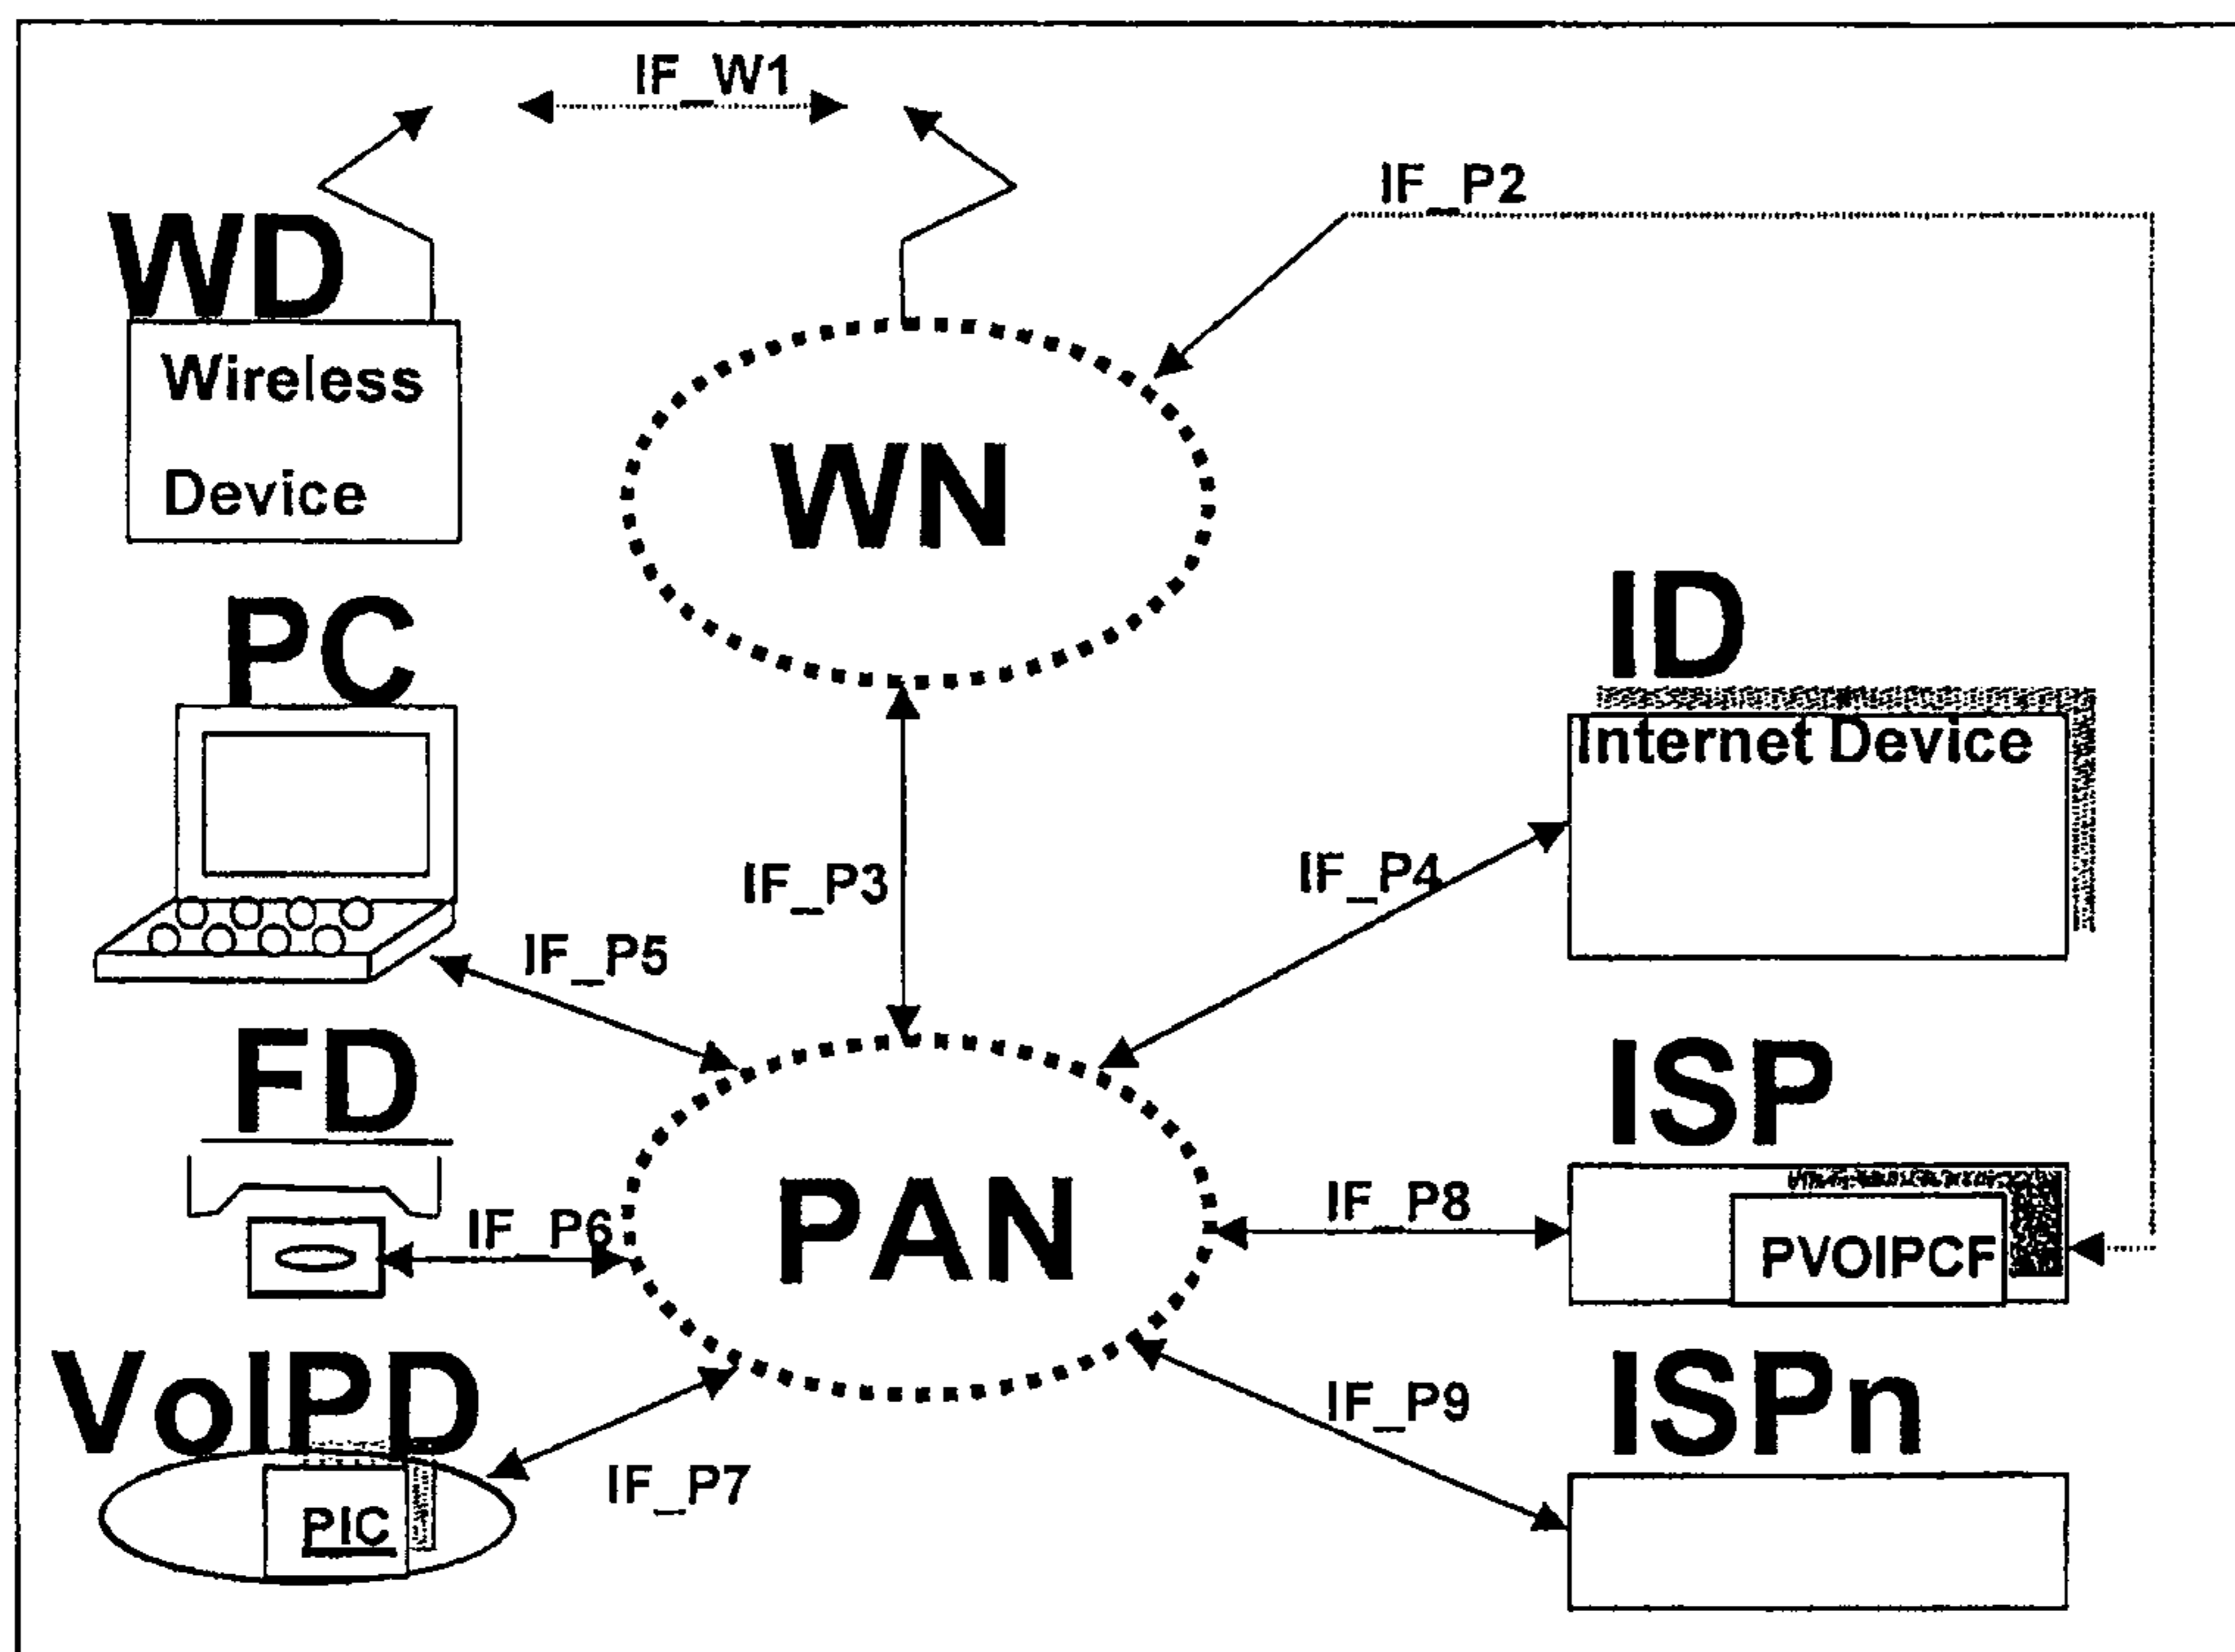 IF_W1
IF_P2
WD
Wireless
Device
WN
PC
ID
Internet Device
IF_P3
IF_P4
IF_P5
FD
ISP
IF_P6
PAN
IF_P8
PVOIPCF
VoIPD
IF_P9
ISPn
IF_P7
PIC